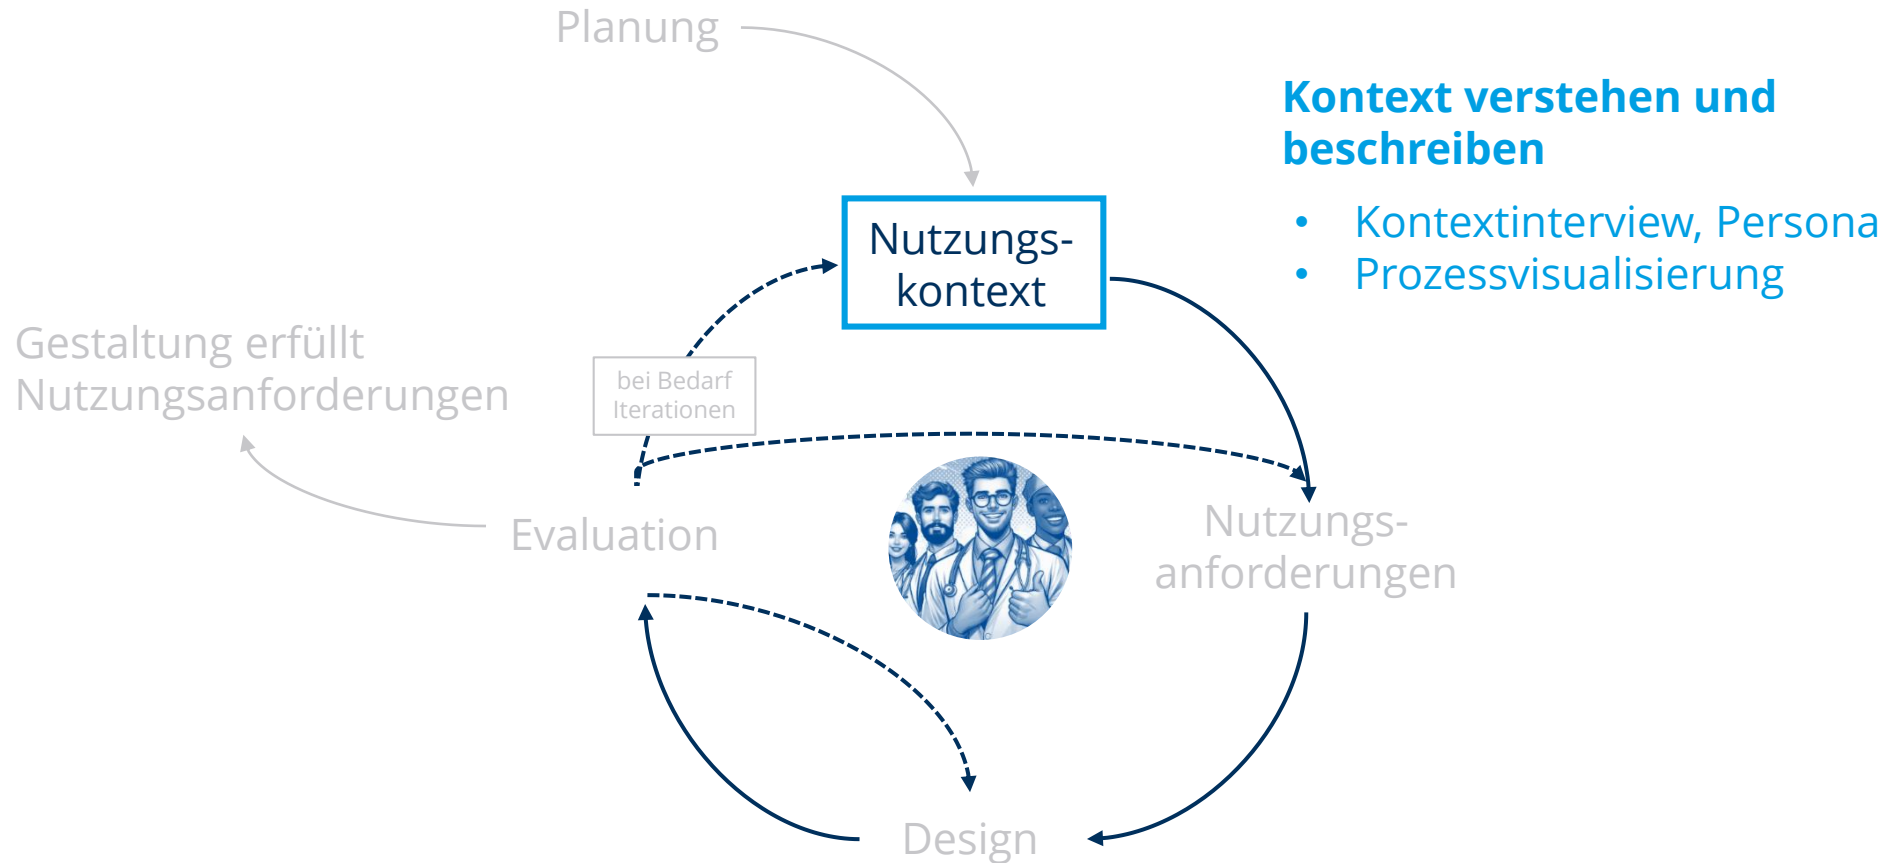 Planung
Kontext verstehen und
beschreiben
• Kontextinterview, Persona
• Prozessvisualisierung
Nutzungs-
kontext
Gestaltung erfüllt
Nutzungsanforderungen
bei Bedarf
Iterationen
Evaluation
Nutzungs-
anforderungen
Design